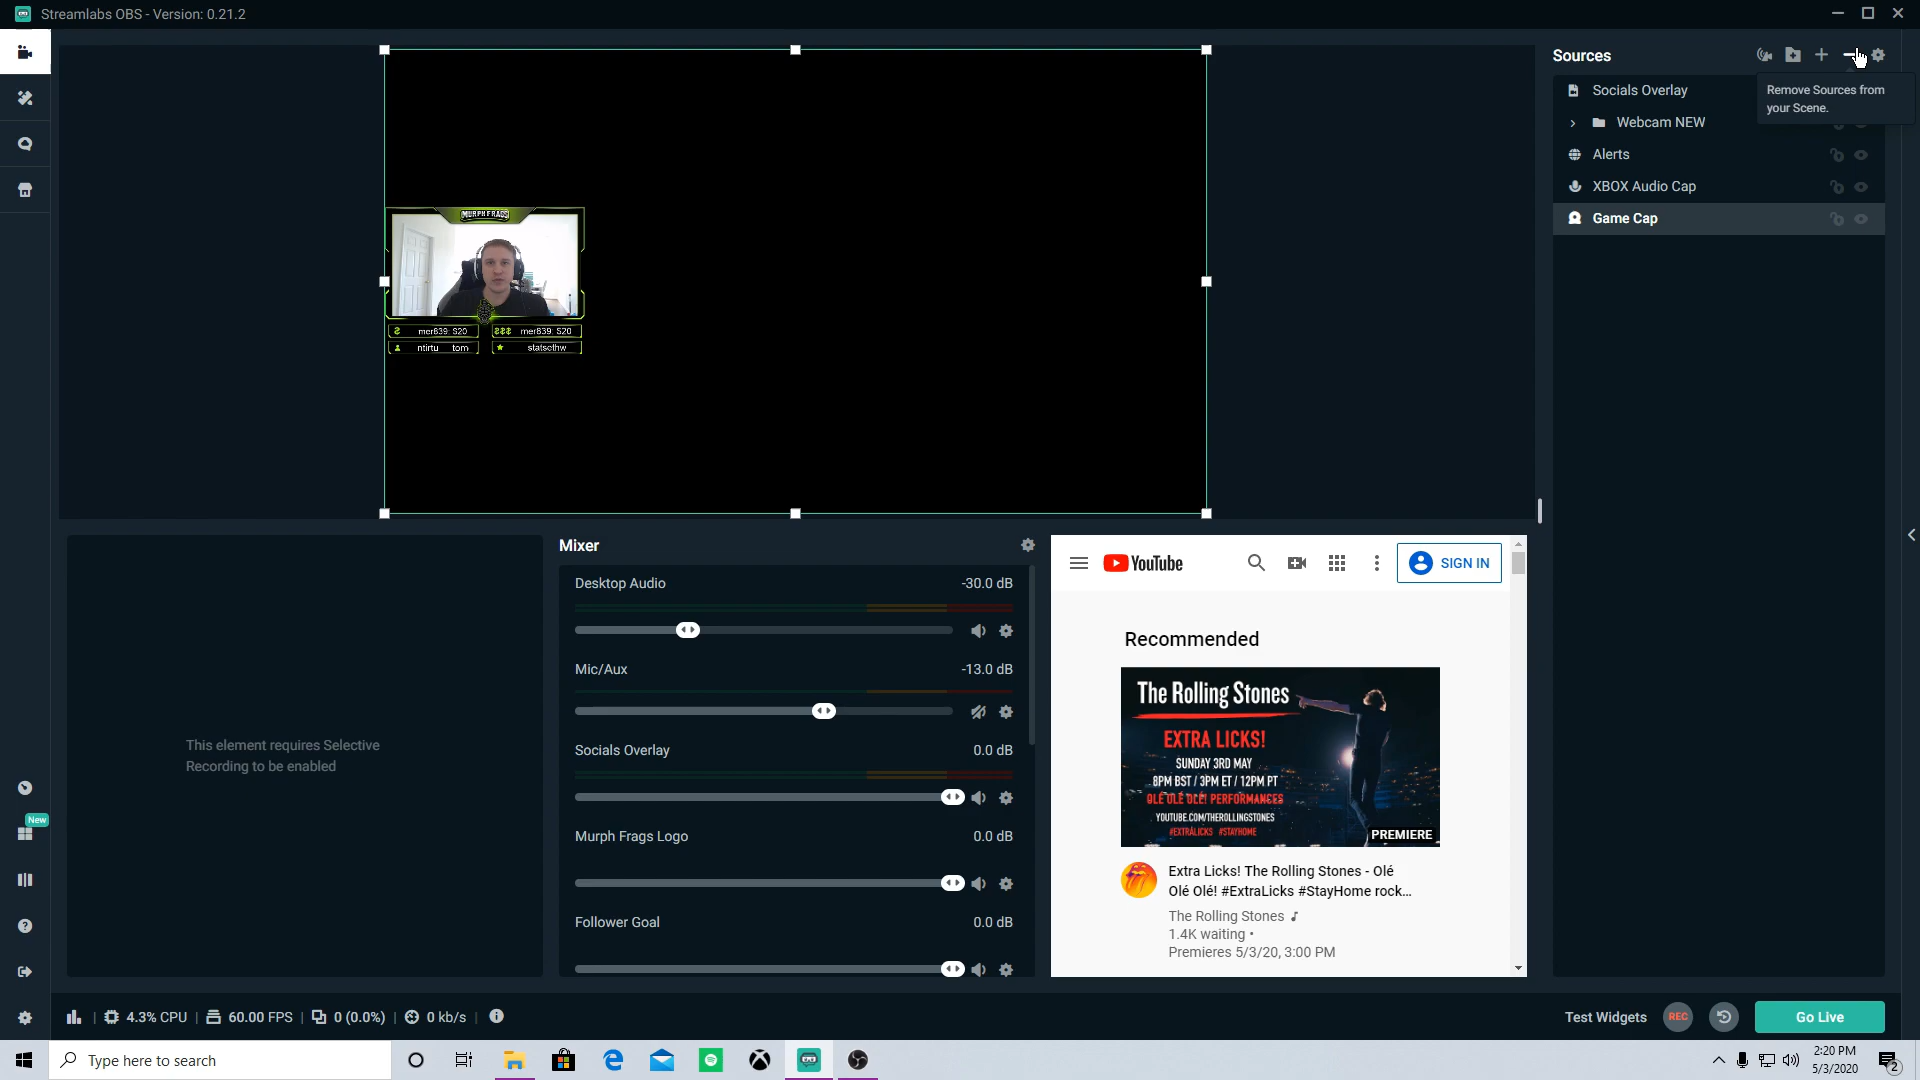 Streamlabs OBS - Version: 0.21.2
Sources
Remove Sources from
your Scene.
Socials Overlay
Webcam NEW
Alerts
XBOX Audio Cap
Game Cap
MURPH FRAGS
mer839: $20
mer839: $20
ntirtu tom
Mixer
Desktop Audio -30.0 dB
Mic/Aux -13.0 dB
Socials Overlay 0.0 dB
Murph Frags Logo 0.0 dB
Follower Goal 0.0 dB
This element requires Selective
Recording to be enabled
YouTube
SIGN IN
Recommended
The Rolling Stones
EXTRA LICKS!
SUNDAY 3RD MAY
8PM BST / 3PM ET / 12PM PT
OLÉ OLÉ OLÉ! PERFORMANCES
YOUTUBE.COM/THEROLLINGSTONES
#EXTRALICKS #STAYHOME
PREMIERE
Extra Licks! The Rolling Stones - Olé
Olé Olé! #ExtraLicks #StayHome rock...
The Rolling Stones
1.4K waiting •
Premieres 5/3/20, 3:00 PM
New
4.3% CPU | 60.00 FPS | 0 (0.0%) | 0 kb/s |
Test Widgets
REC
Go Live
Type here to search
2:20 PM
5/3/2020
2